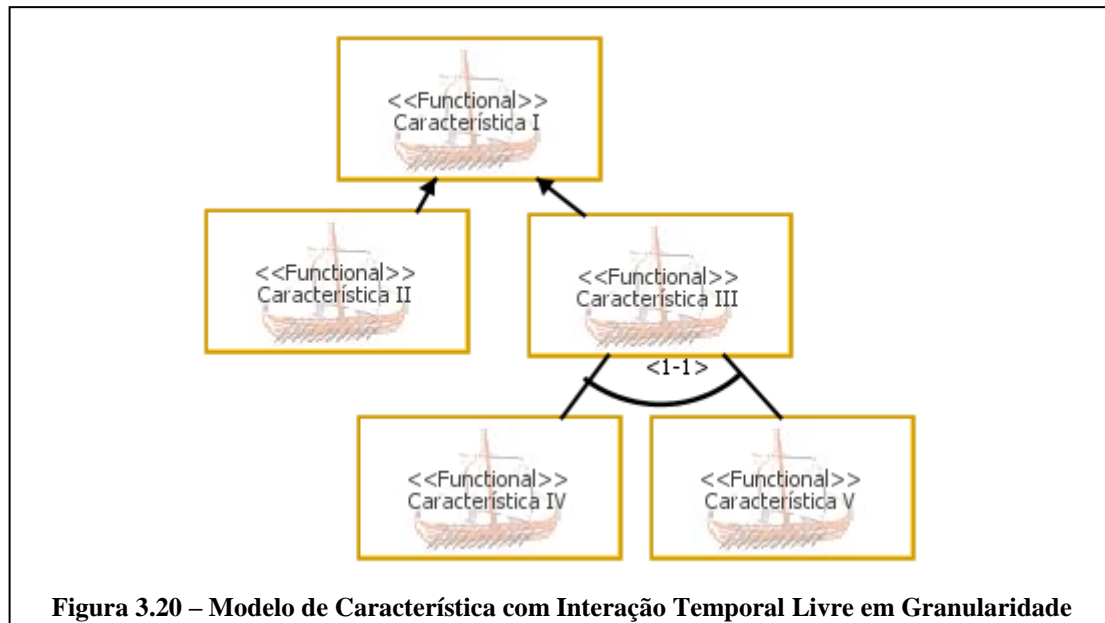 <<Functional>>
Característica I
<<Functional>>
Característica II
<<Functional>>
Característica III
<1-1>
<<Functional>>
Característica IV
<<Functional>>
Característica V
Figura 3.20 – Modelo de Característica com Interação Temporal Livre em Granularidade